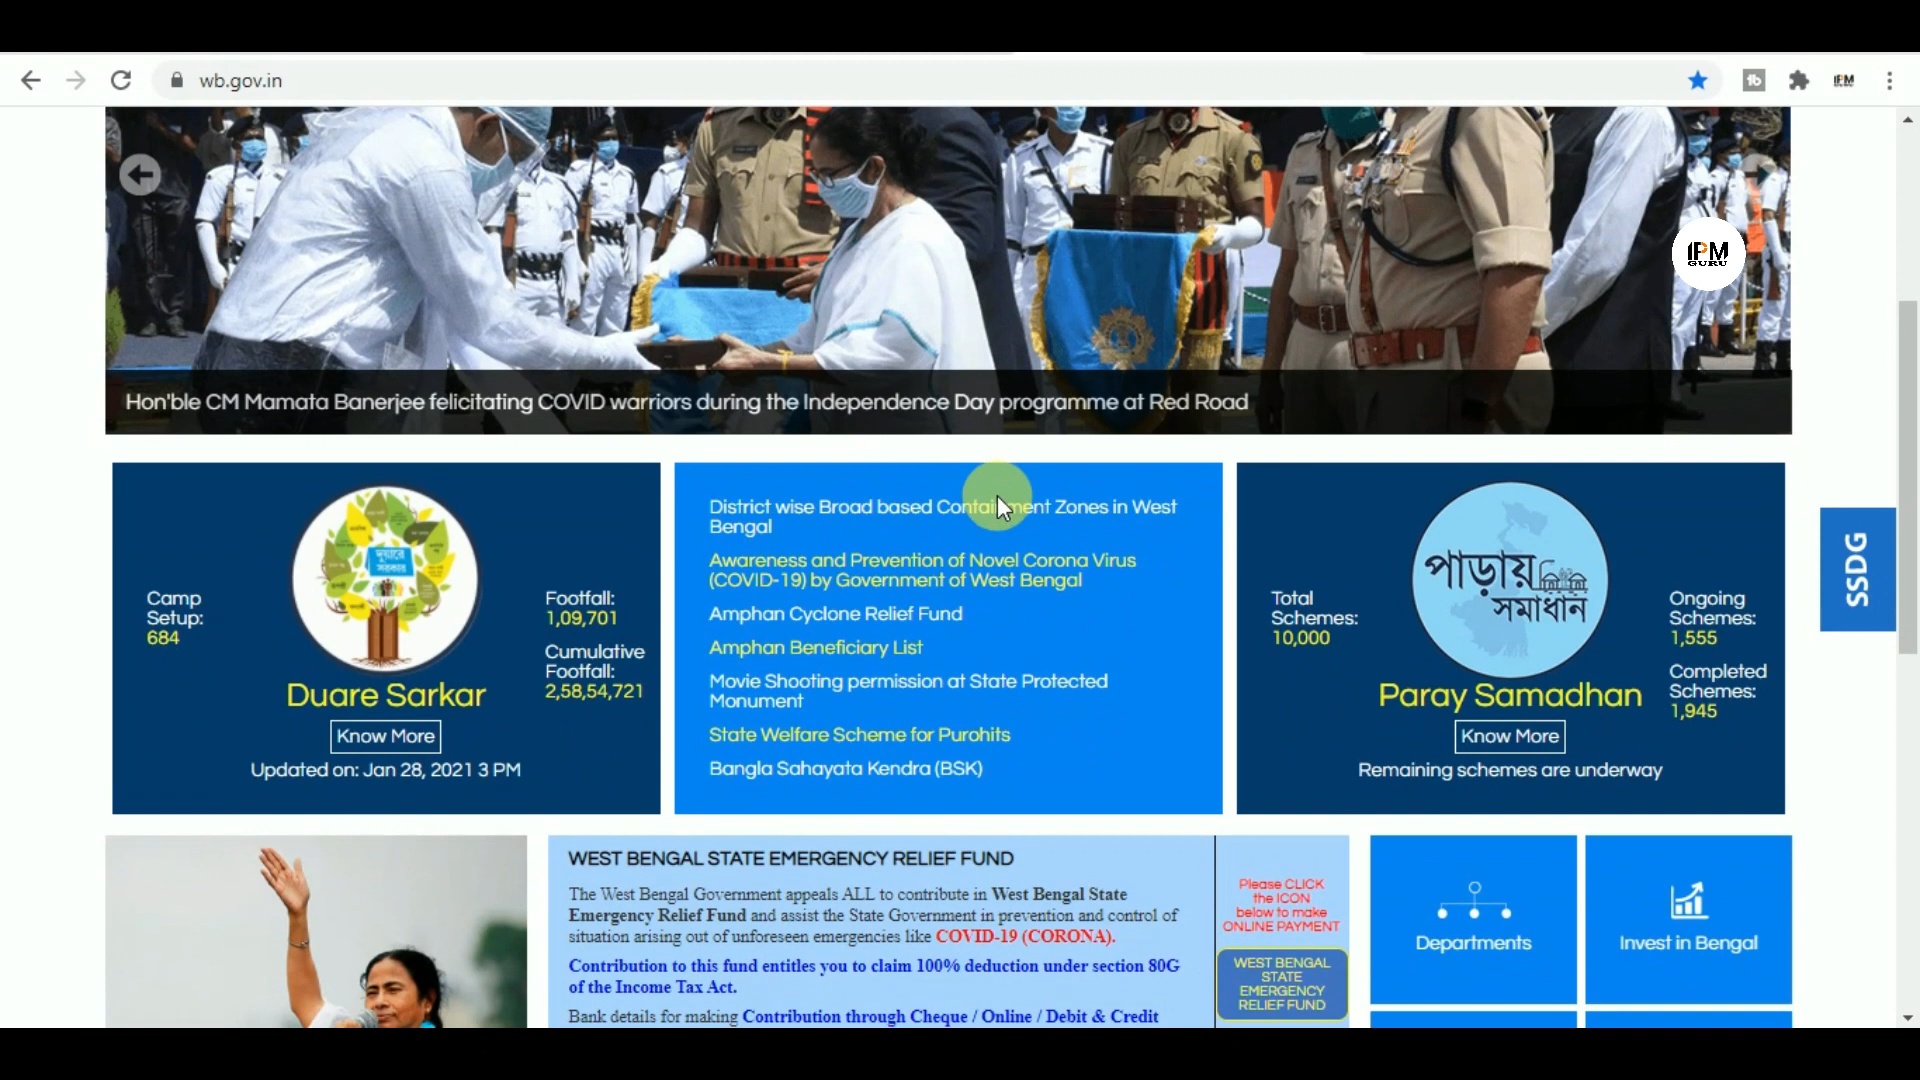 wb.gov.in
IPM
IPM
GURU
Hon'ble CM Mamata Banerjee felicitating COVID warriors during the Independence Day programme at Red Road
Camp
Setup:
684
দুয়ারে
সরকার
Footfall:
1,09,701
Cumulative
Footfall:
2,58,54,721
Duare Sarkar
Know More
Updated on: Jan 28, 2021 3 PM
District wise Broad based Containment Zones in West
Bengal
Awareness and Prevention of Novel Corona Virus
(COVID-19) by Government of West Bengal
Amphan Cyclone Relief Fund
Amphan Beneficiary List
Movie Shooting permission at State Protected
Monument
State Welfare Scheme for Purohits
Bangla Sahayata Kendra (BSK)
Total
Schemes:
10,000
পাড়ায়
সমাধান
Ongoing
Schemes:
1,555
Completed
Schemes:
1,945
Paray Samadhan
Know More
Remaining schemes are underway
SSDG
WEST BENGAL STATE EMERGENCY RELIEF FUND
The West Bengal Government appeals ALL to contribute in West Bengal State
Emergency Relief Fund and assist the State Government in prevention and control of
situation arising out of unforeseen emergencies like COVID-19 (CORONA).
Contribution to this fund entitles you to claim 100% deduction under section 80G
of the Income Tax Act.
Bank details for making Contribution through Cheque / Online / Debit & Credit
Please CLICK
the ICON
below to make
ONLINE PAYMENT
WEST BENGAL
STATE
EMERGENCY
RELIEF FUND
Departments
Invest in Bengal